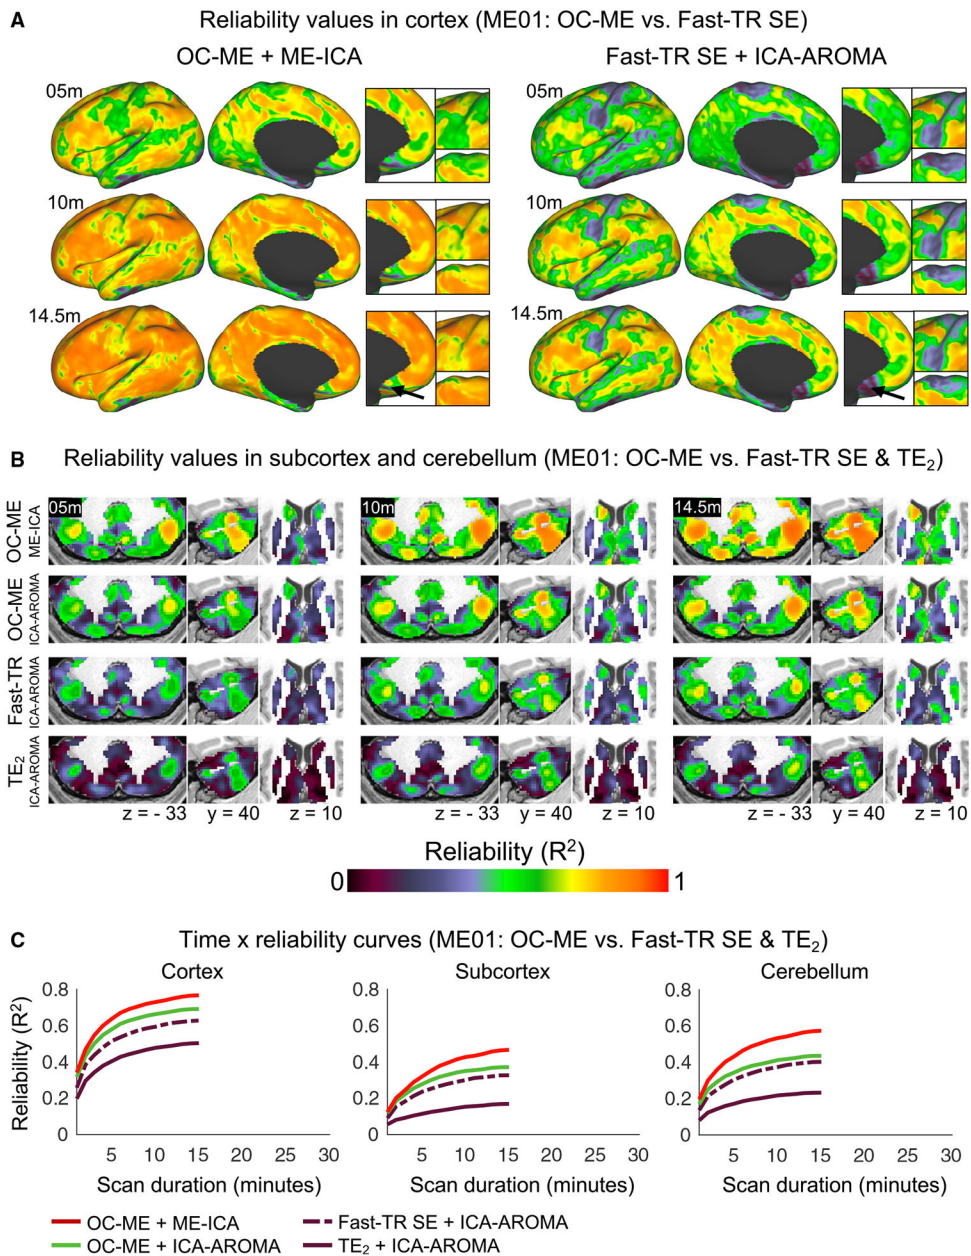 A Reliability values in cortex (ME01: OC-ME vs. Fast-TR SE)
OC-ME + ME-ICA
Fast-TR SE + ICA-AROMA
05m
10m
14.5m
05m
10m
14.5m
B Reliability values in subcortex and cerebellum (ME01: OC-ME vs. Fast-TR SE & TE₂)
05m
10m
14.5m
OC-ME
ME-ICA
OC-ME
ICA-AROMA
Fast-TR
ICA-AROMA
TE₂
ICA-AROMA
z = - 33 y = 40 z = 10
z = - 33 y = 40 z = 10
z = - 33 y = 40 z = 10
Reliability (R²)
0 1
C Time x reliability curves (ME01: OC-ME vs. Fast-TR SE & TE₂)
Cortex
Subcortex
Cerebellum
Reliability (R²)
0.8
0.6
0.4
0.2
0
5 10 15 20 30
Scan duration (minutes)
0.8
0.6
0.4
0.2
0
5 10 15 20 30
Scan duration (minutes)
0.8
0.6
0.4
0.2
0
5 10 15 20 30
Scan duration (minutes)
OC-ME + ME-ICA
OC-ME + ICA-AROMA
Fast-TR SE + ICA-AROMA
TE₂ + ICA-AROMA